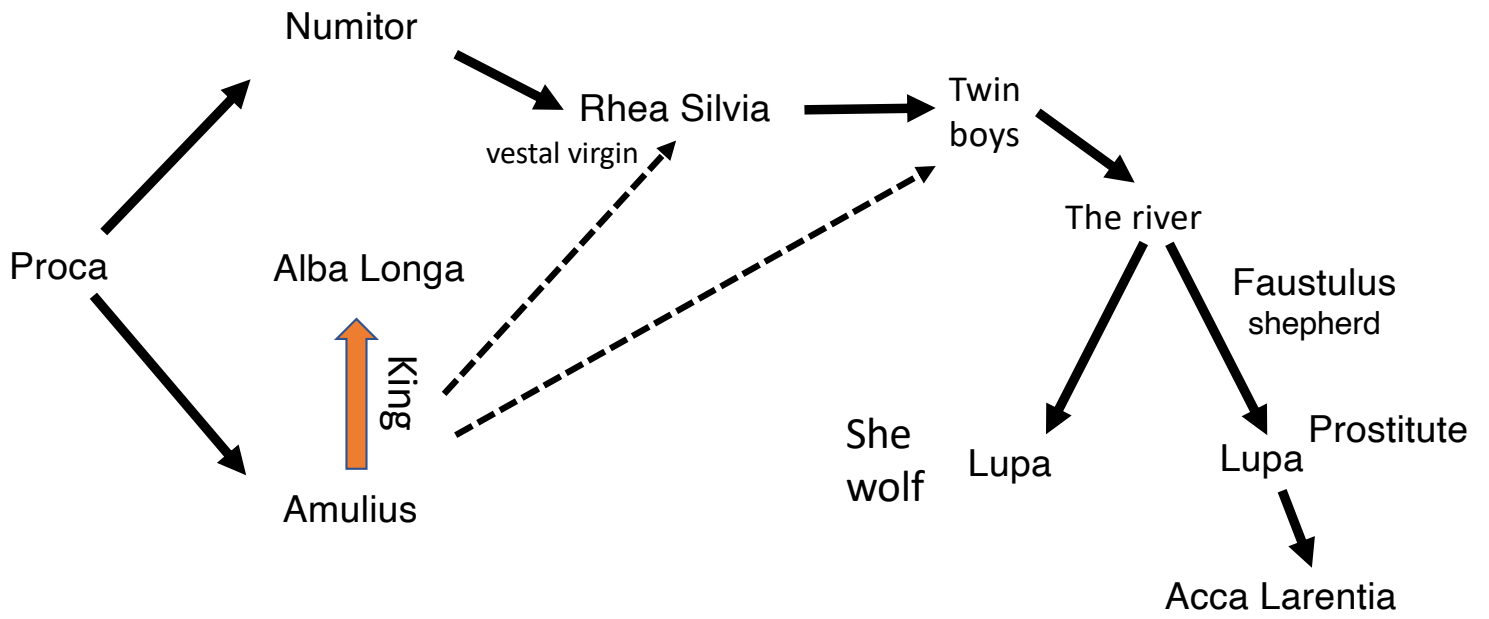 Numitor
Rhea Silvia
vestal virgin
Twin
boys
The river
Proca
Alba Longa
King
Amulius
Faustulus
shepherd
She
wolf
Lupa
Lupa
Prostitute
Acca Larentia